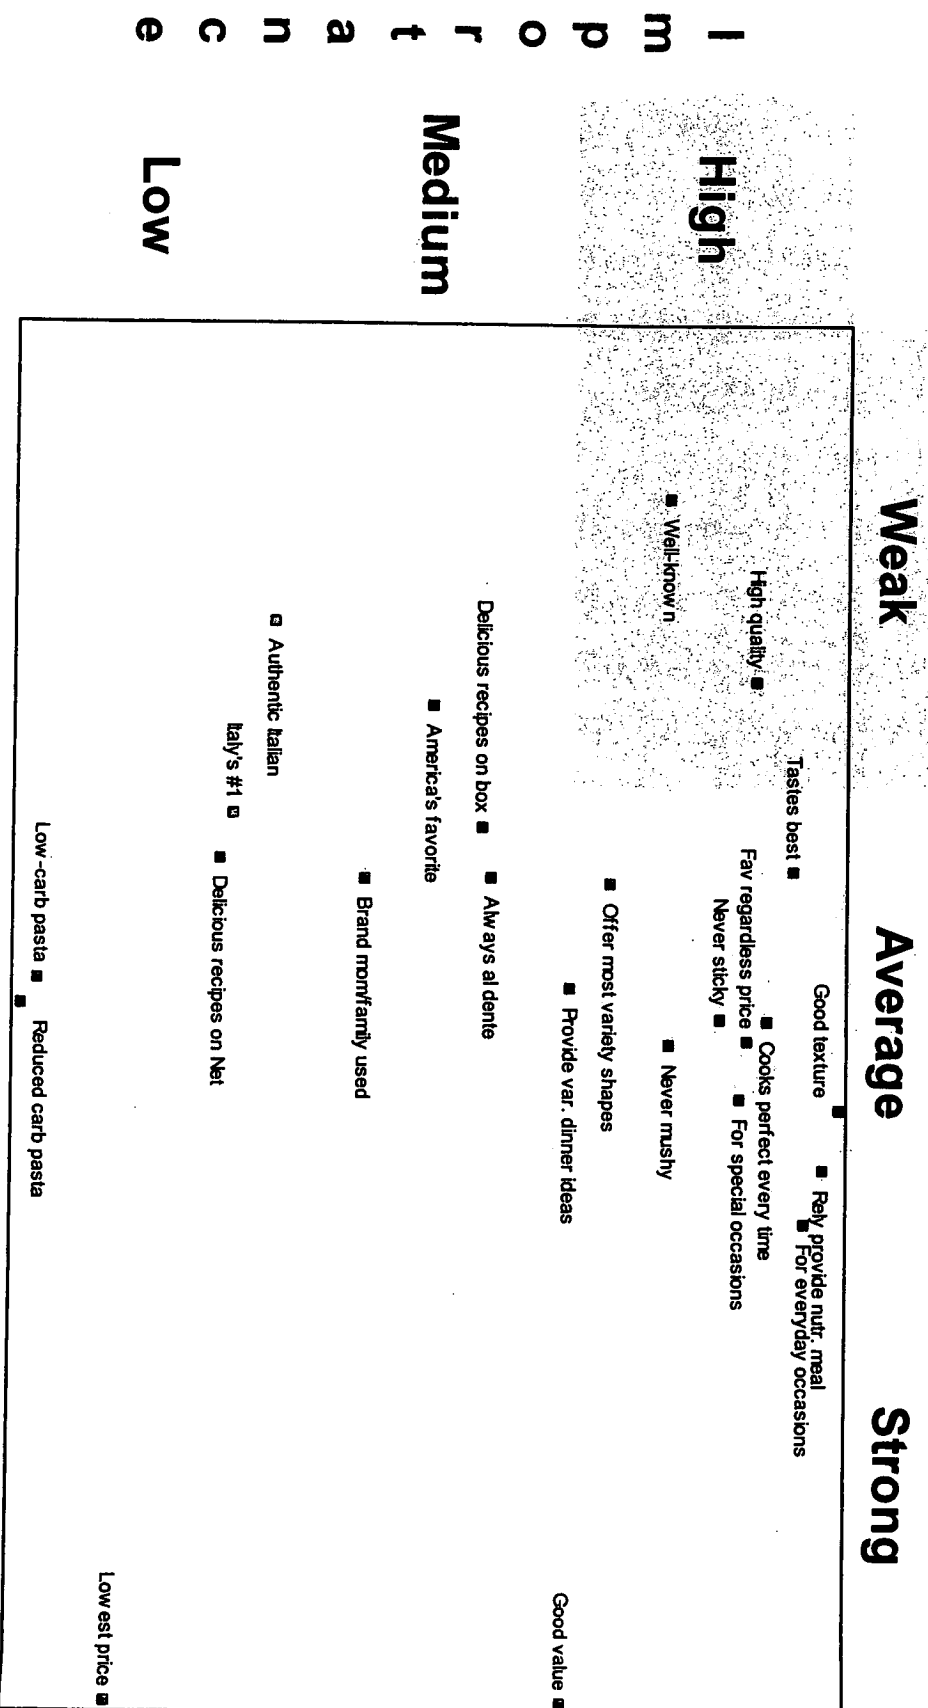 Weak Average Strong
I
m
p
o
r
t
a
n
c
e
High
Medium
Low
Good texture
Rely provide nutr. meal
For everyday occasions
Tastes best
Cooks perfect every time
High quality
Fav regardless price
For special occasions
Never sticky
Well-known
Never mushy
Offer most variety shapes
Provide var. dinner ideas
Good value
Always al dente
Delicious recipes on box
America's favorite
Brand mom/family used
Authentic Italian
Italy's #1
Delicious recipes on Net
Lowest price
Low-carb pasta
Reduced carb pasta